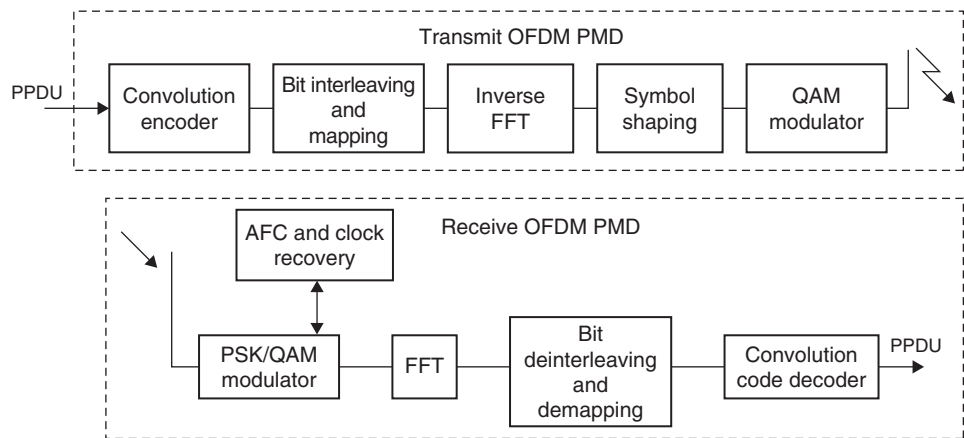 Transmit OFDM PMD
PPDU
Convolution
encoder
Bit interleaving
and
mapping
Inverse
FFT
Symbol
shaping
QAM
modulator
Receive OFDM PMD
AFC and clock
recovery
PSK/QAM
modulator
FFT
Bit
deinterleaving
and
demapping
Convolution
code decoder
PPDU